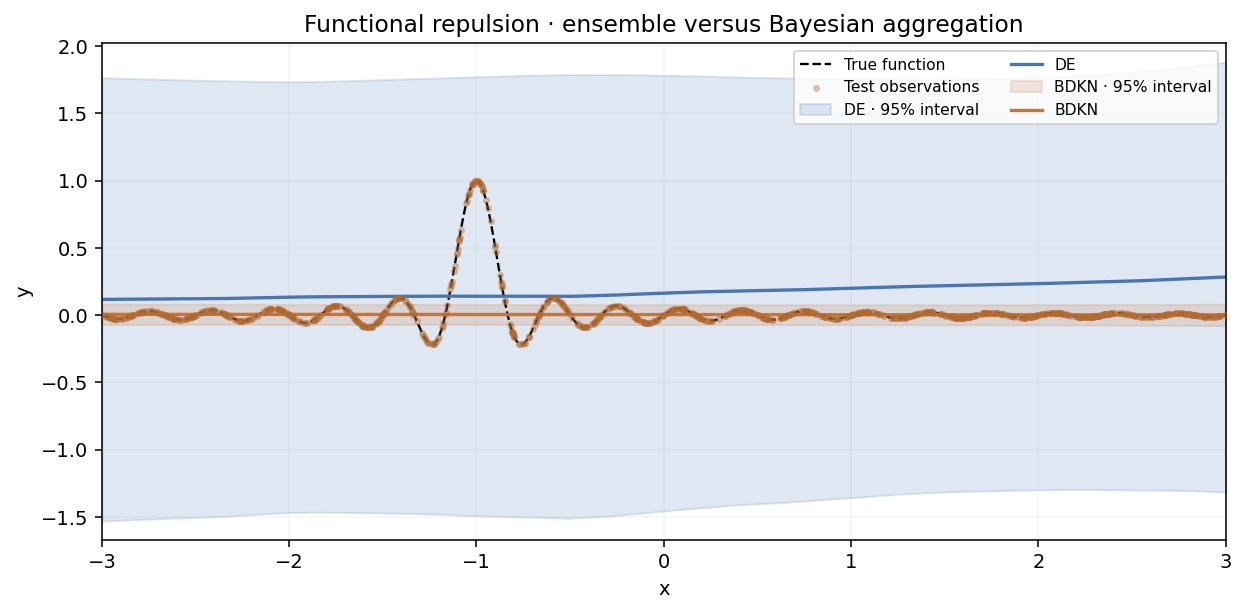 Functional repulsion · ensemble versus Bayesian aggregation
True function
Test observations
DE · 95% interval
DE
BDKN · 95% interval
BDKN
y
2.0
1.5
1.0
0.5
0.0
−0.5
−1.0
−1.5
−3 −2 −1 0 1 2 3
x